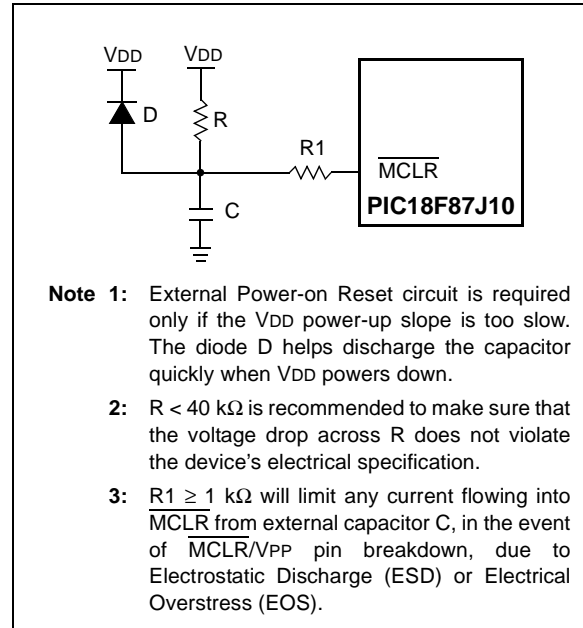 VDD VDD
D
R
R1
C
MCLR
PIC18F87J10
Note 1: External Power-on Reset circuit is required
only if the VDD power-up slope is too slow.
The diode D helps discharge the capacitor
quickly when VDD powers down.
2: R < 40 kΩ is recommended to make sure that
the voltage drop across R does not violate
the device's electrical specification.
3: R1 ≥ 1 kΩ will limit any current flowing into
MCLR from external capacitor C, in the event
of MCLR/VPP pin breakdown, due to
Electrostatic Discharge (ESD) or Electrical
Overstress (EOS).